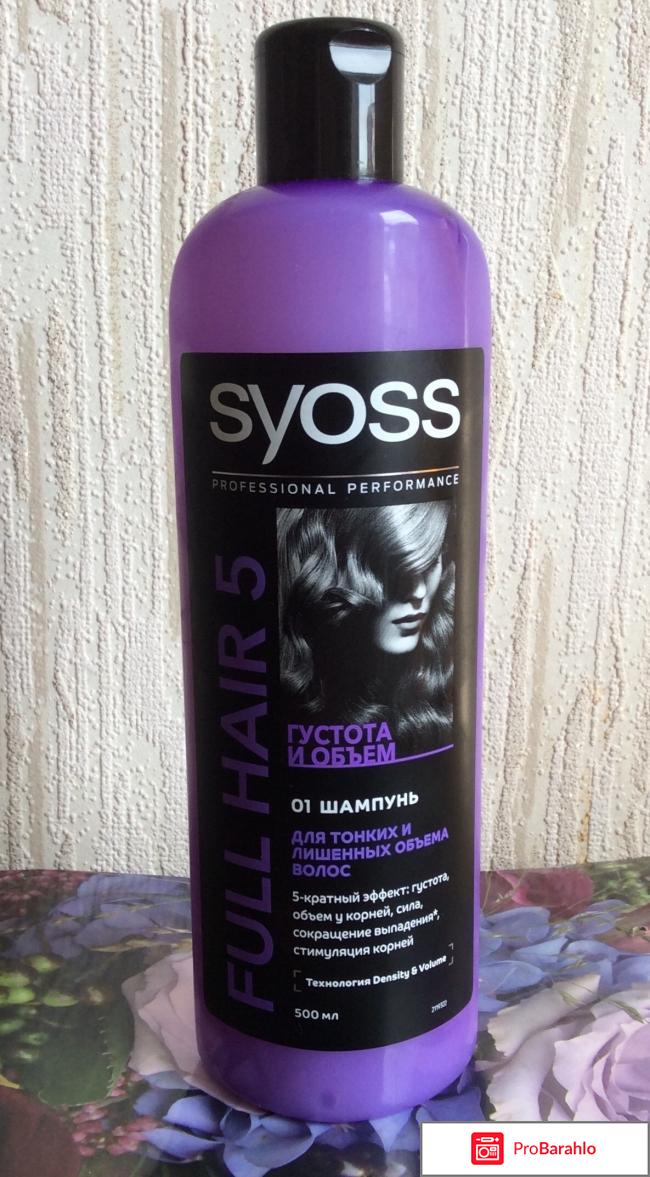 syoss
PROFESSIONAL PERFORMANCE
FULL HAIR 5
ГУСТОТА
И ОБЪЕМ
01 ШАМПУНЬ
ДЛЯ ТОНКИХ И
ЛИШЕННЫХ ОБЪЕМА
ВОЛОС
5-кратный эффект: густота,
объем у корней, сила,
сокращение выпадения*,
стимуляция корней
Технология Density & Volume
500 мл
ProBarahlo